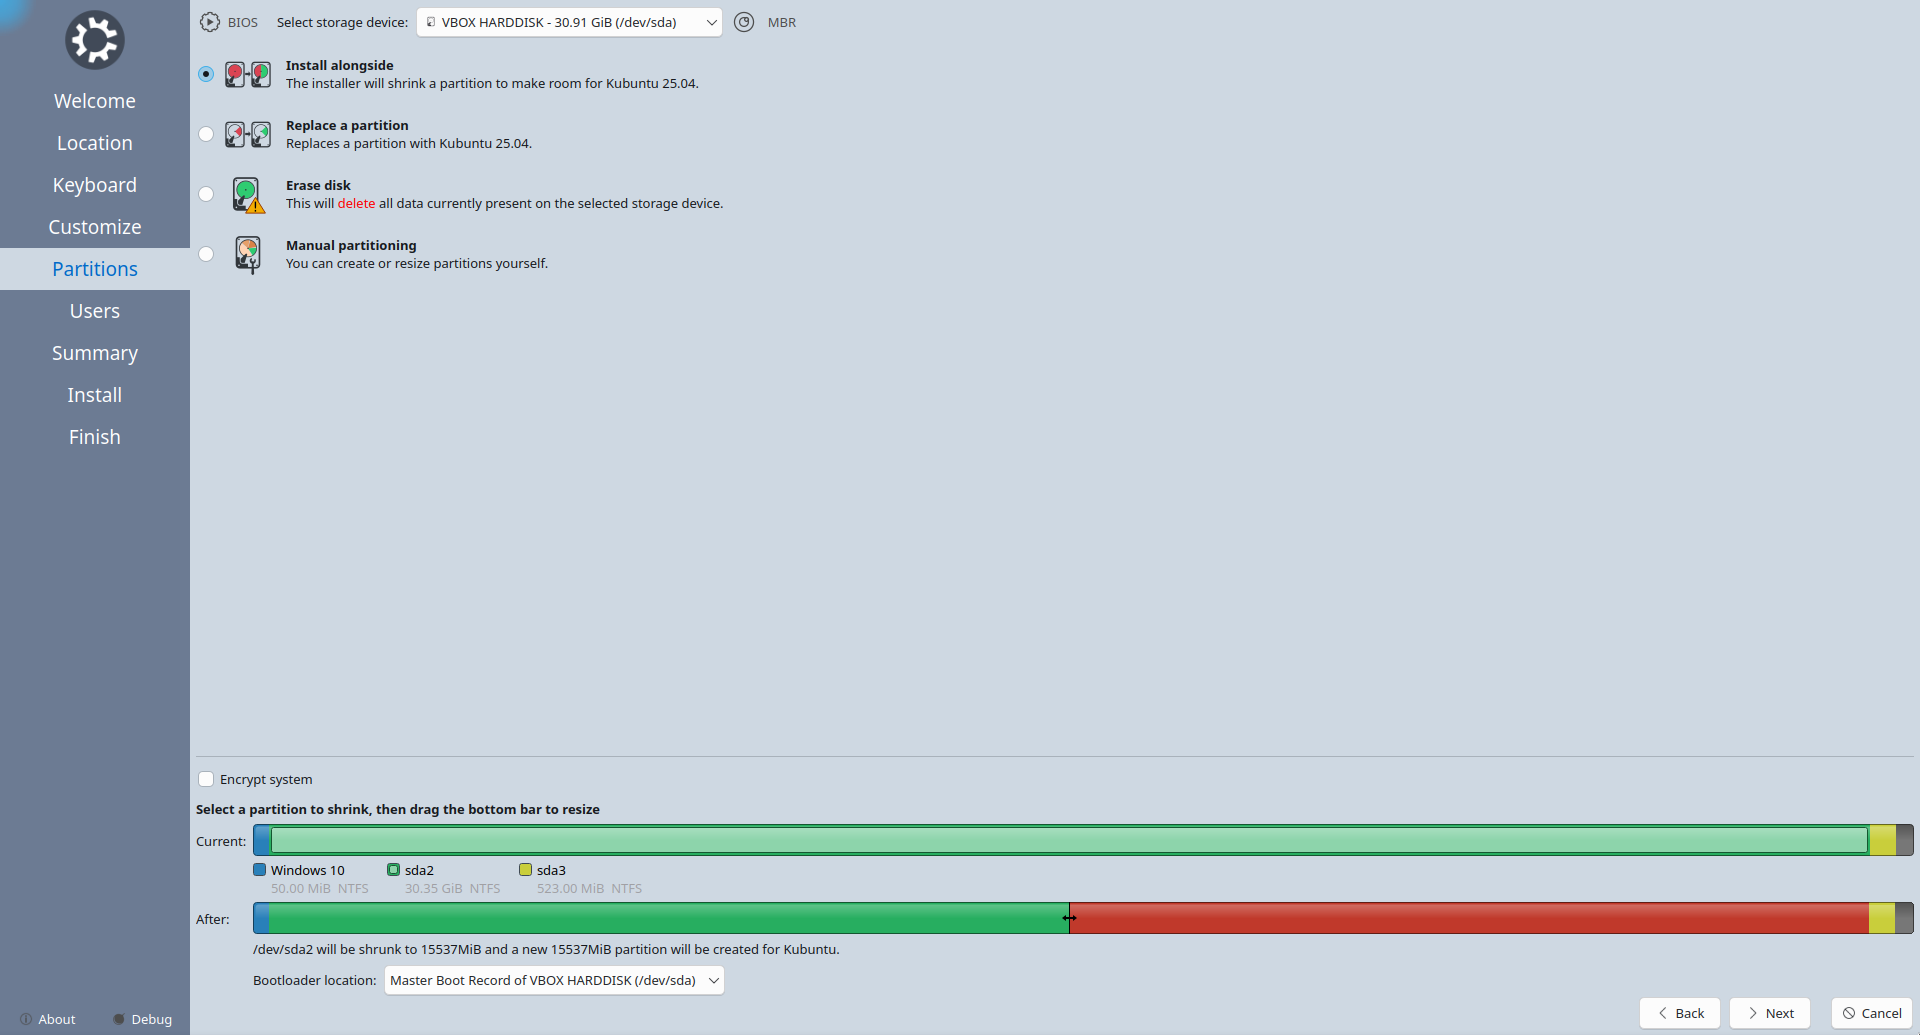 BIOS Select storage device: VBOX HARDDISK - 30.91 GiB (/dev/sda) MBR
Welcome
Location
Keyboard
Customize
Partitions
Users
Summary
Install
Finish
About Debug
Install alongside
The installer will shrink a partition to make room for Kubuntu 25.04.
Replace a partition
Replaces a partition with Kubuntu 25.04.
Erase disk
This will delete all data currently present on the selected storage device.
Manual partitioning
You can create or resize partitions yourself.
Encrypt system
Select a partition to shrink, then drag the bottom bar to resize
Current:
Windows 10 sda2 sda3
50.00 MiB NTFS 30.35 GiB NTFS 523.00 MiB NTFS
After:
/dev/sda2 will be shrunk to 15537MiB and a new 15537MiB partition will be created for Kubuntu.
Bootloader location: Master Boot Record of VBOX HARDDISK (/dev/sda)
Back Next Cancel